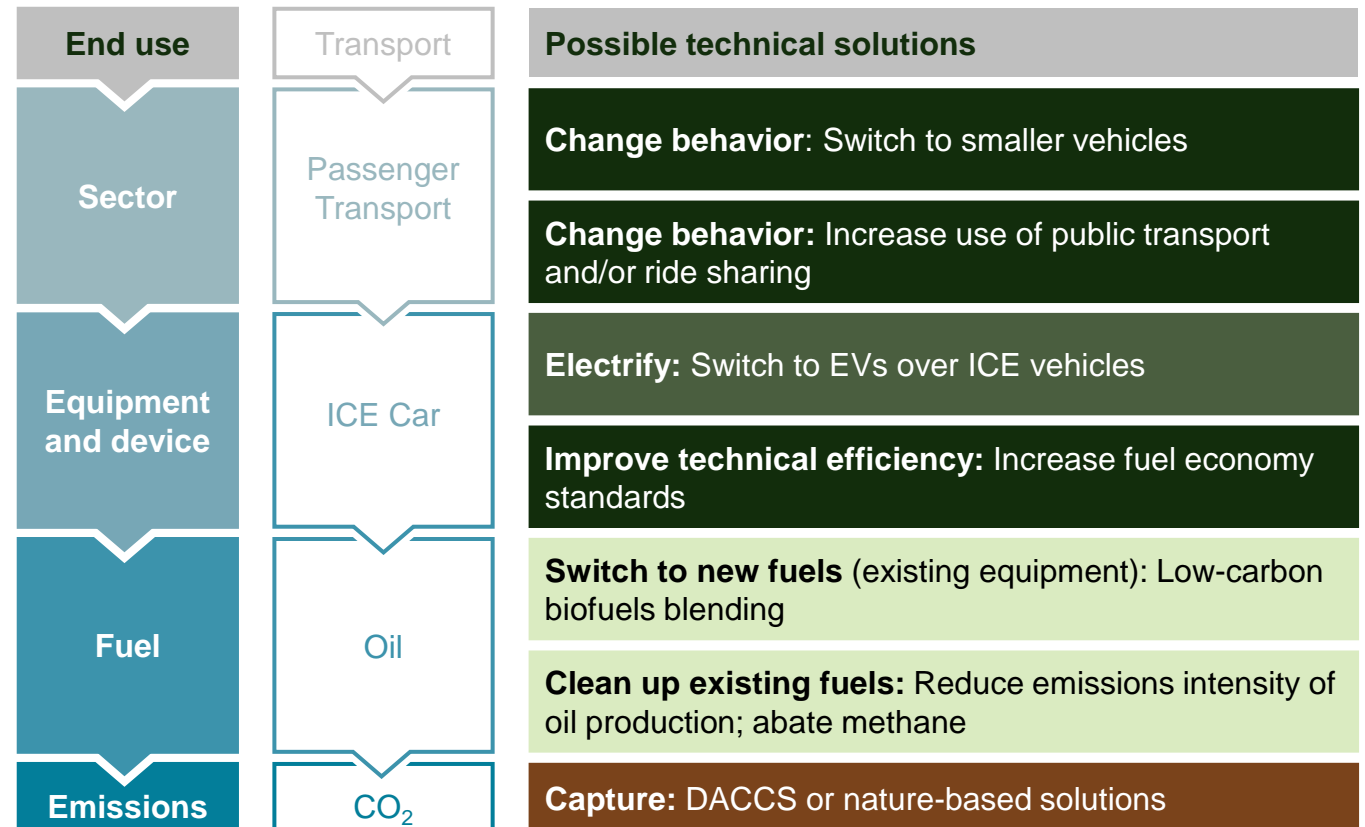 End use
Transport
Possible technical solutions
Sector
Passenger
Transport
Change behavior: Switch to smaller vehicles
Change behavior: Increase use of public transport
and/or ride sharing
Equipment
and device
ICE Car
Electrify: Switch to EVs over ICE vehicles
Improve technical efficiency: Increase fuel economy
standards
Fuel
Oil
Switch to new fuels (existing equipment): Low-carbon
biofuels blending
Clean up existing fuels: Reduce emissions intensity of
oil production; abate methane
Emissions
CO₂
Capture: DACCS or nature-based solutions